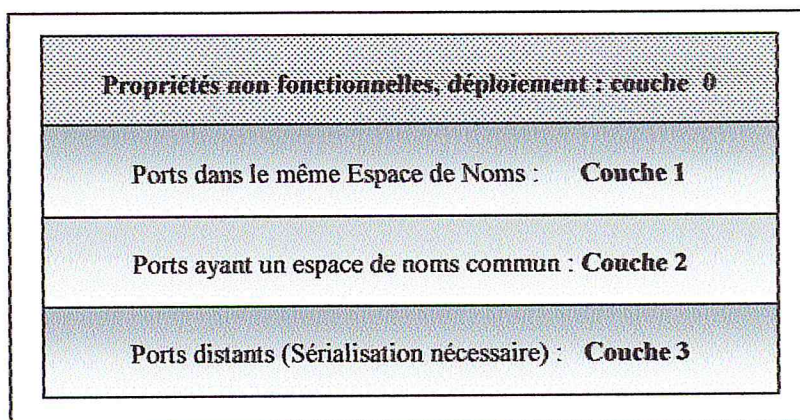 Propriétés non fonctionnelles, déploiement : couche 0
Ports dans le même Espace de Noms : Couche 1
Ports ayant un espace de noms commun : Couche 2
Ports distants (Sérialisation nécessaire) : Couche 3